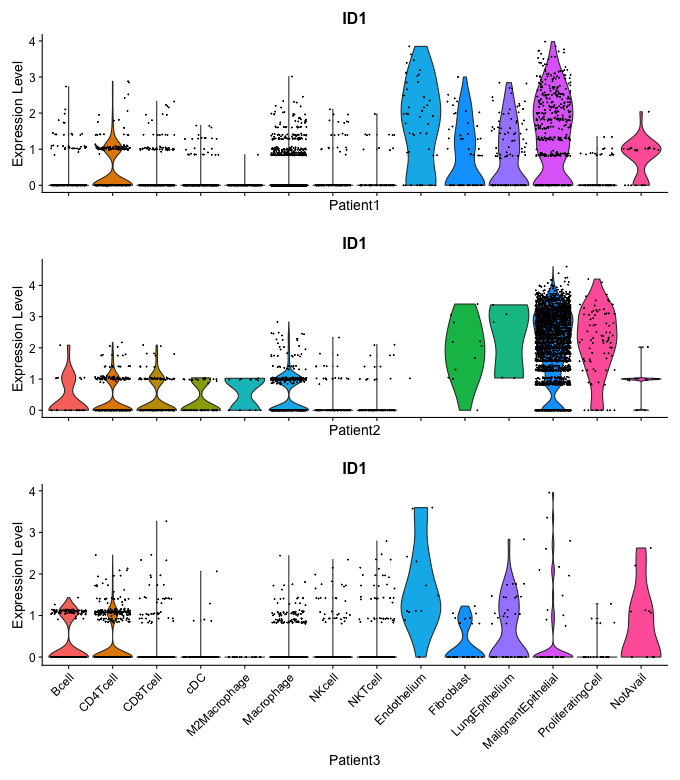 ID1
Expression Level
4
3
2
1
0
Patient1
ID1
Expression Level
4
3
2
1
0
Patient2
ID1
Expression Level
4
3
2
1
0
Bcell
CD4Tcell
CD8Tcell
cDC
M2Macrophage
Macrophage
NKcell
NKTcell
Endothelium
Fibroblast
LungEpithelium
MalignantEpithelial
ProliferatingCell
NotAvail
Patient3